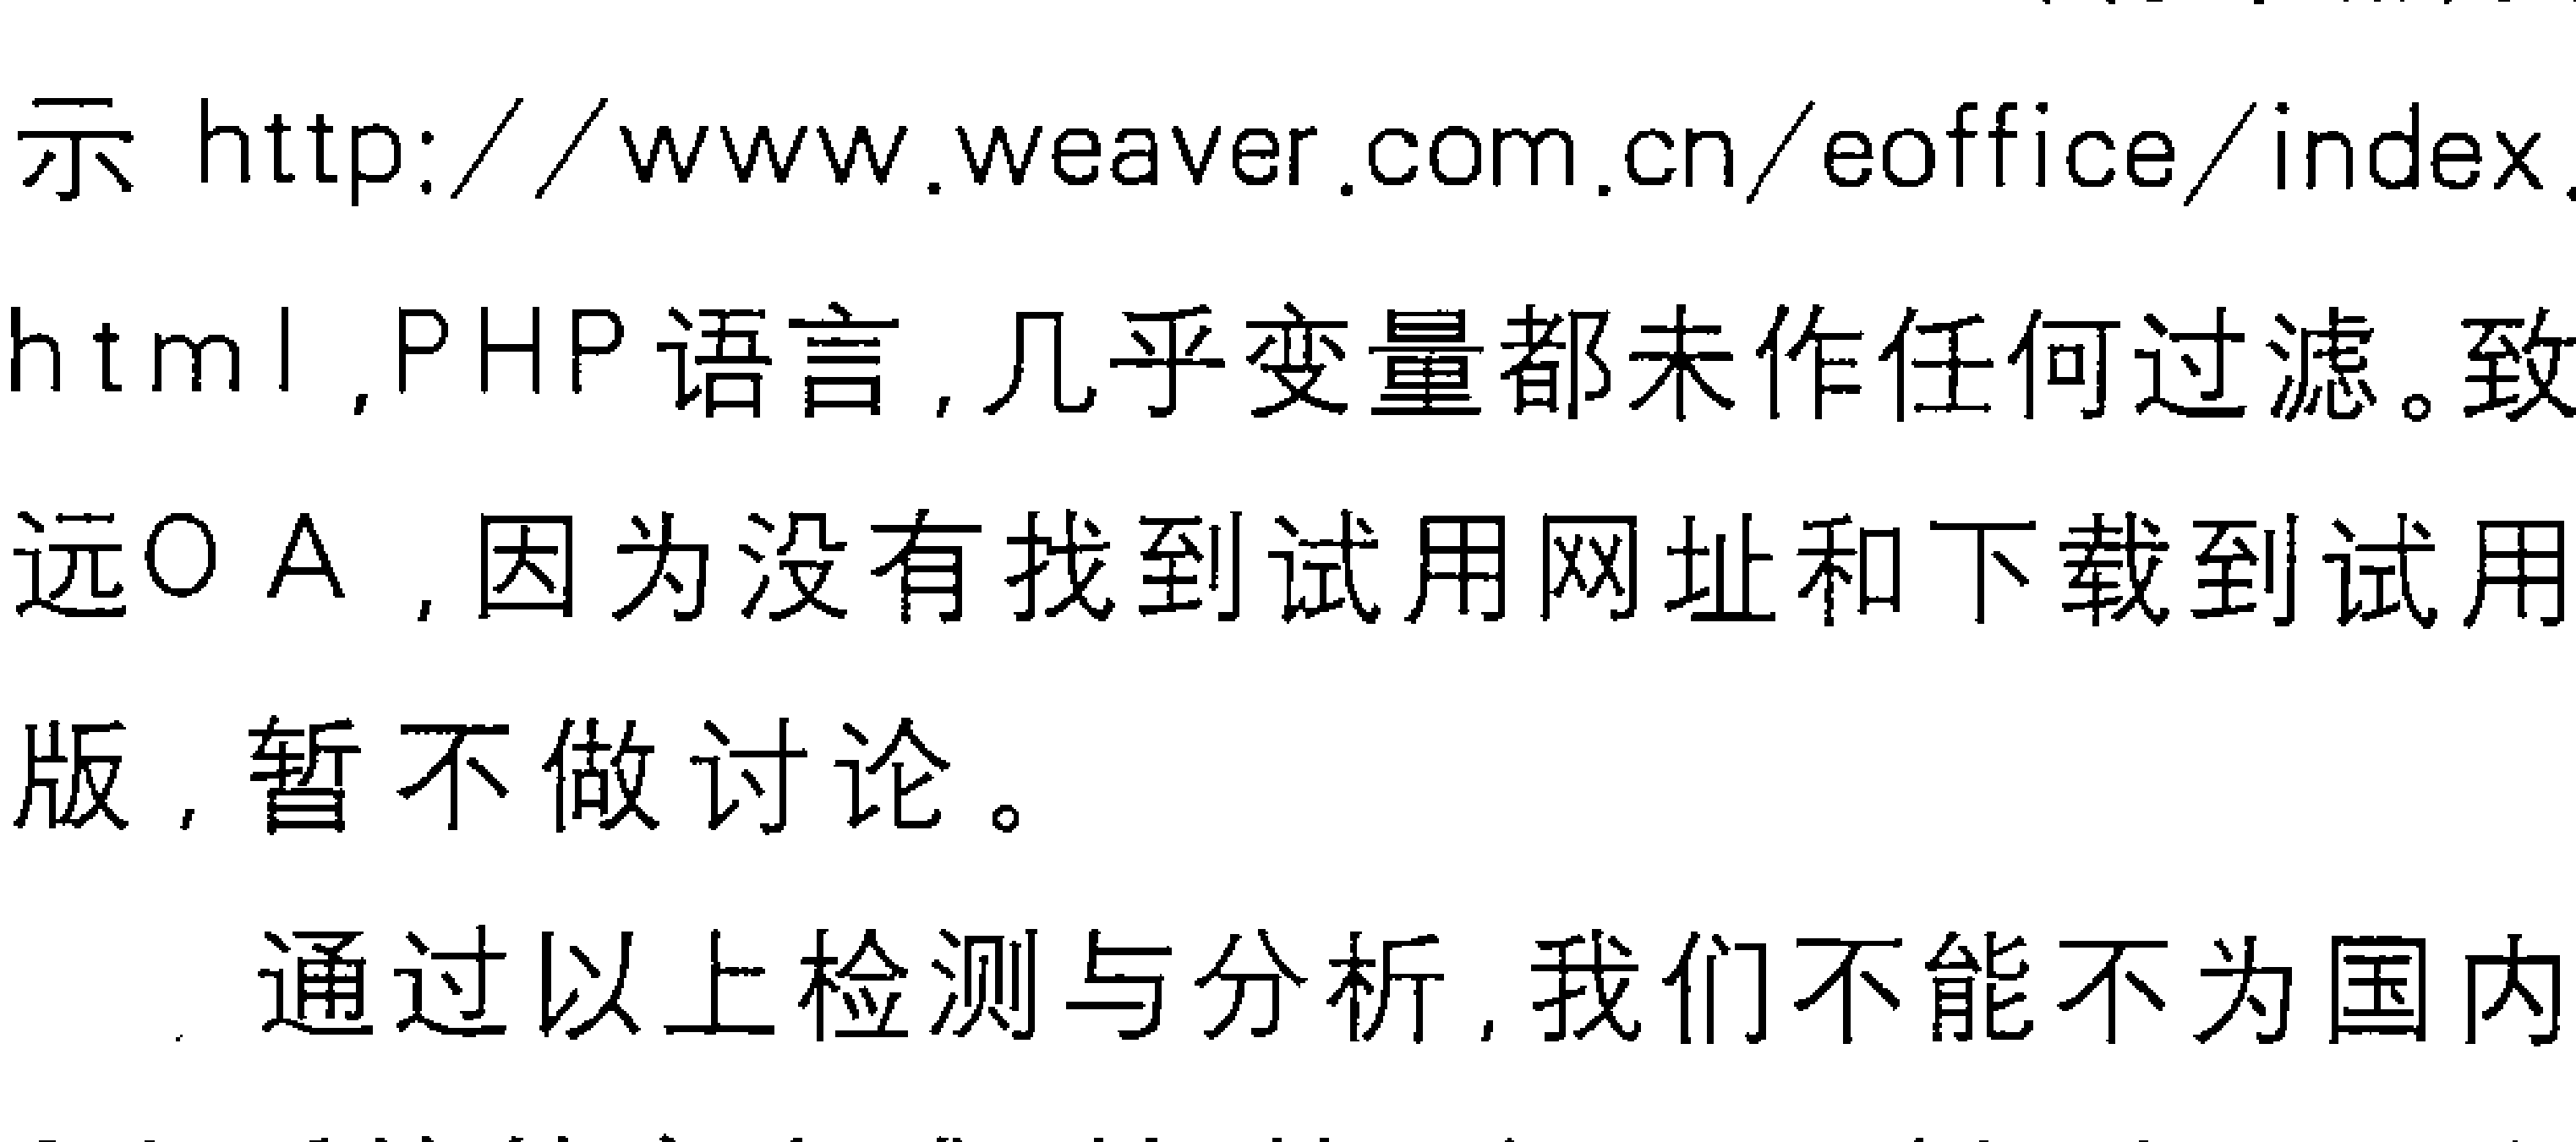 示 http://www.weaver.com.cn/eoffice/index.
html,PHP语言,几乎变量都未作任何过滤。致
远OA,因为没有找到试用网址和下载到试用
版,暂不做讨论。
通过以上检测与分析,我们不能不为国内